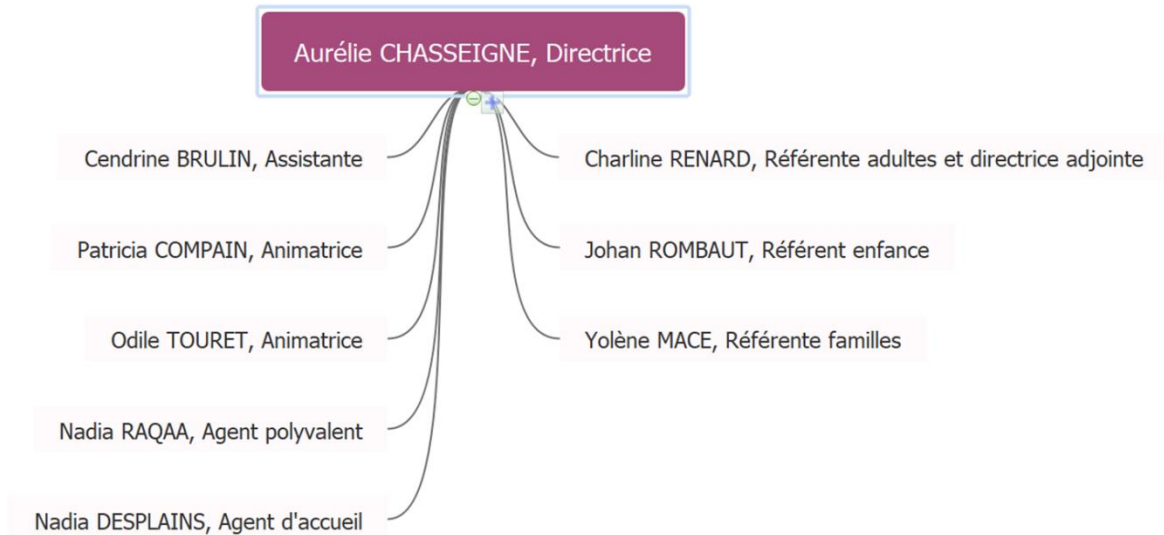 Aurélie CHASSEIGNE, Directrice
Cendrine BRULIN, Assistante
Charline RENARD, Référente adultes et directrice adjointe
Patricia COMPAIN, Animatrice
Johan ROMBAUT, Référent enfance
Odile TOURET, Animatrice
Yolène MACE, Référente familles
Nadia RAQAA, Agent polyvalent
Nadia DESPLAINS, Agent d'accueil